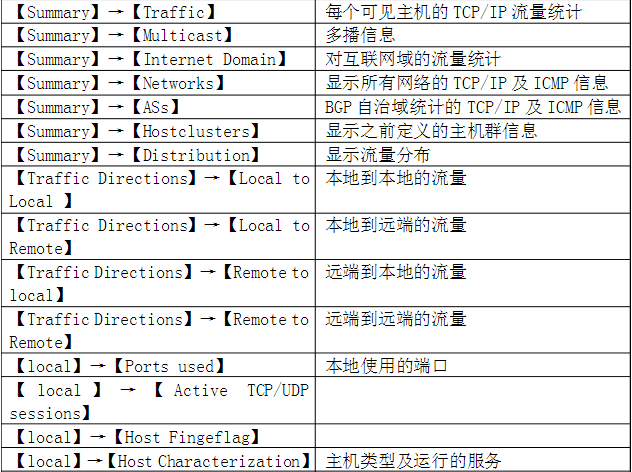 【Summary】→【Traffic】 每个可见主机的 TCP/IP 流量统计
【Summary】→【Multicast】 多播信息
【Summary】→【Internet Domain】 对互联网域的流量统计
【Summary】→【Networks】 显示所有网络的 TCP/IP 及 ICMP 信息
【Summary】→【ASs】 BGP 自治域统计的 TCP/IP 及 ICMP 信息
【Summary】→【Hostclusters】 显示之前定义的主机群信息
【Summary】→【Distribution】 显示流量分布
【Traffic Directions】→【Local to 本地到本地的流量
Local 】
【Traffic Directions】→【Local to 本地到远端的流量
Remote】
【Traffic Directions】→【Remote to 远端到本地的流量
local】
【Traffic Directions】→【Remote to 远端到远端的流量
Remote】
【local】→【Ports used】 本地使用的端口
【 local 】 → 【 Active TCP/UDP
sessions】
【local】→【Host Fingeflag】
【local】→【Host Characterization】 主机类型及运行的服务